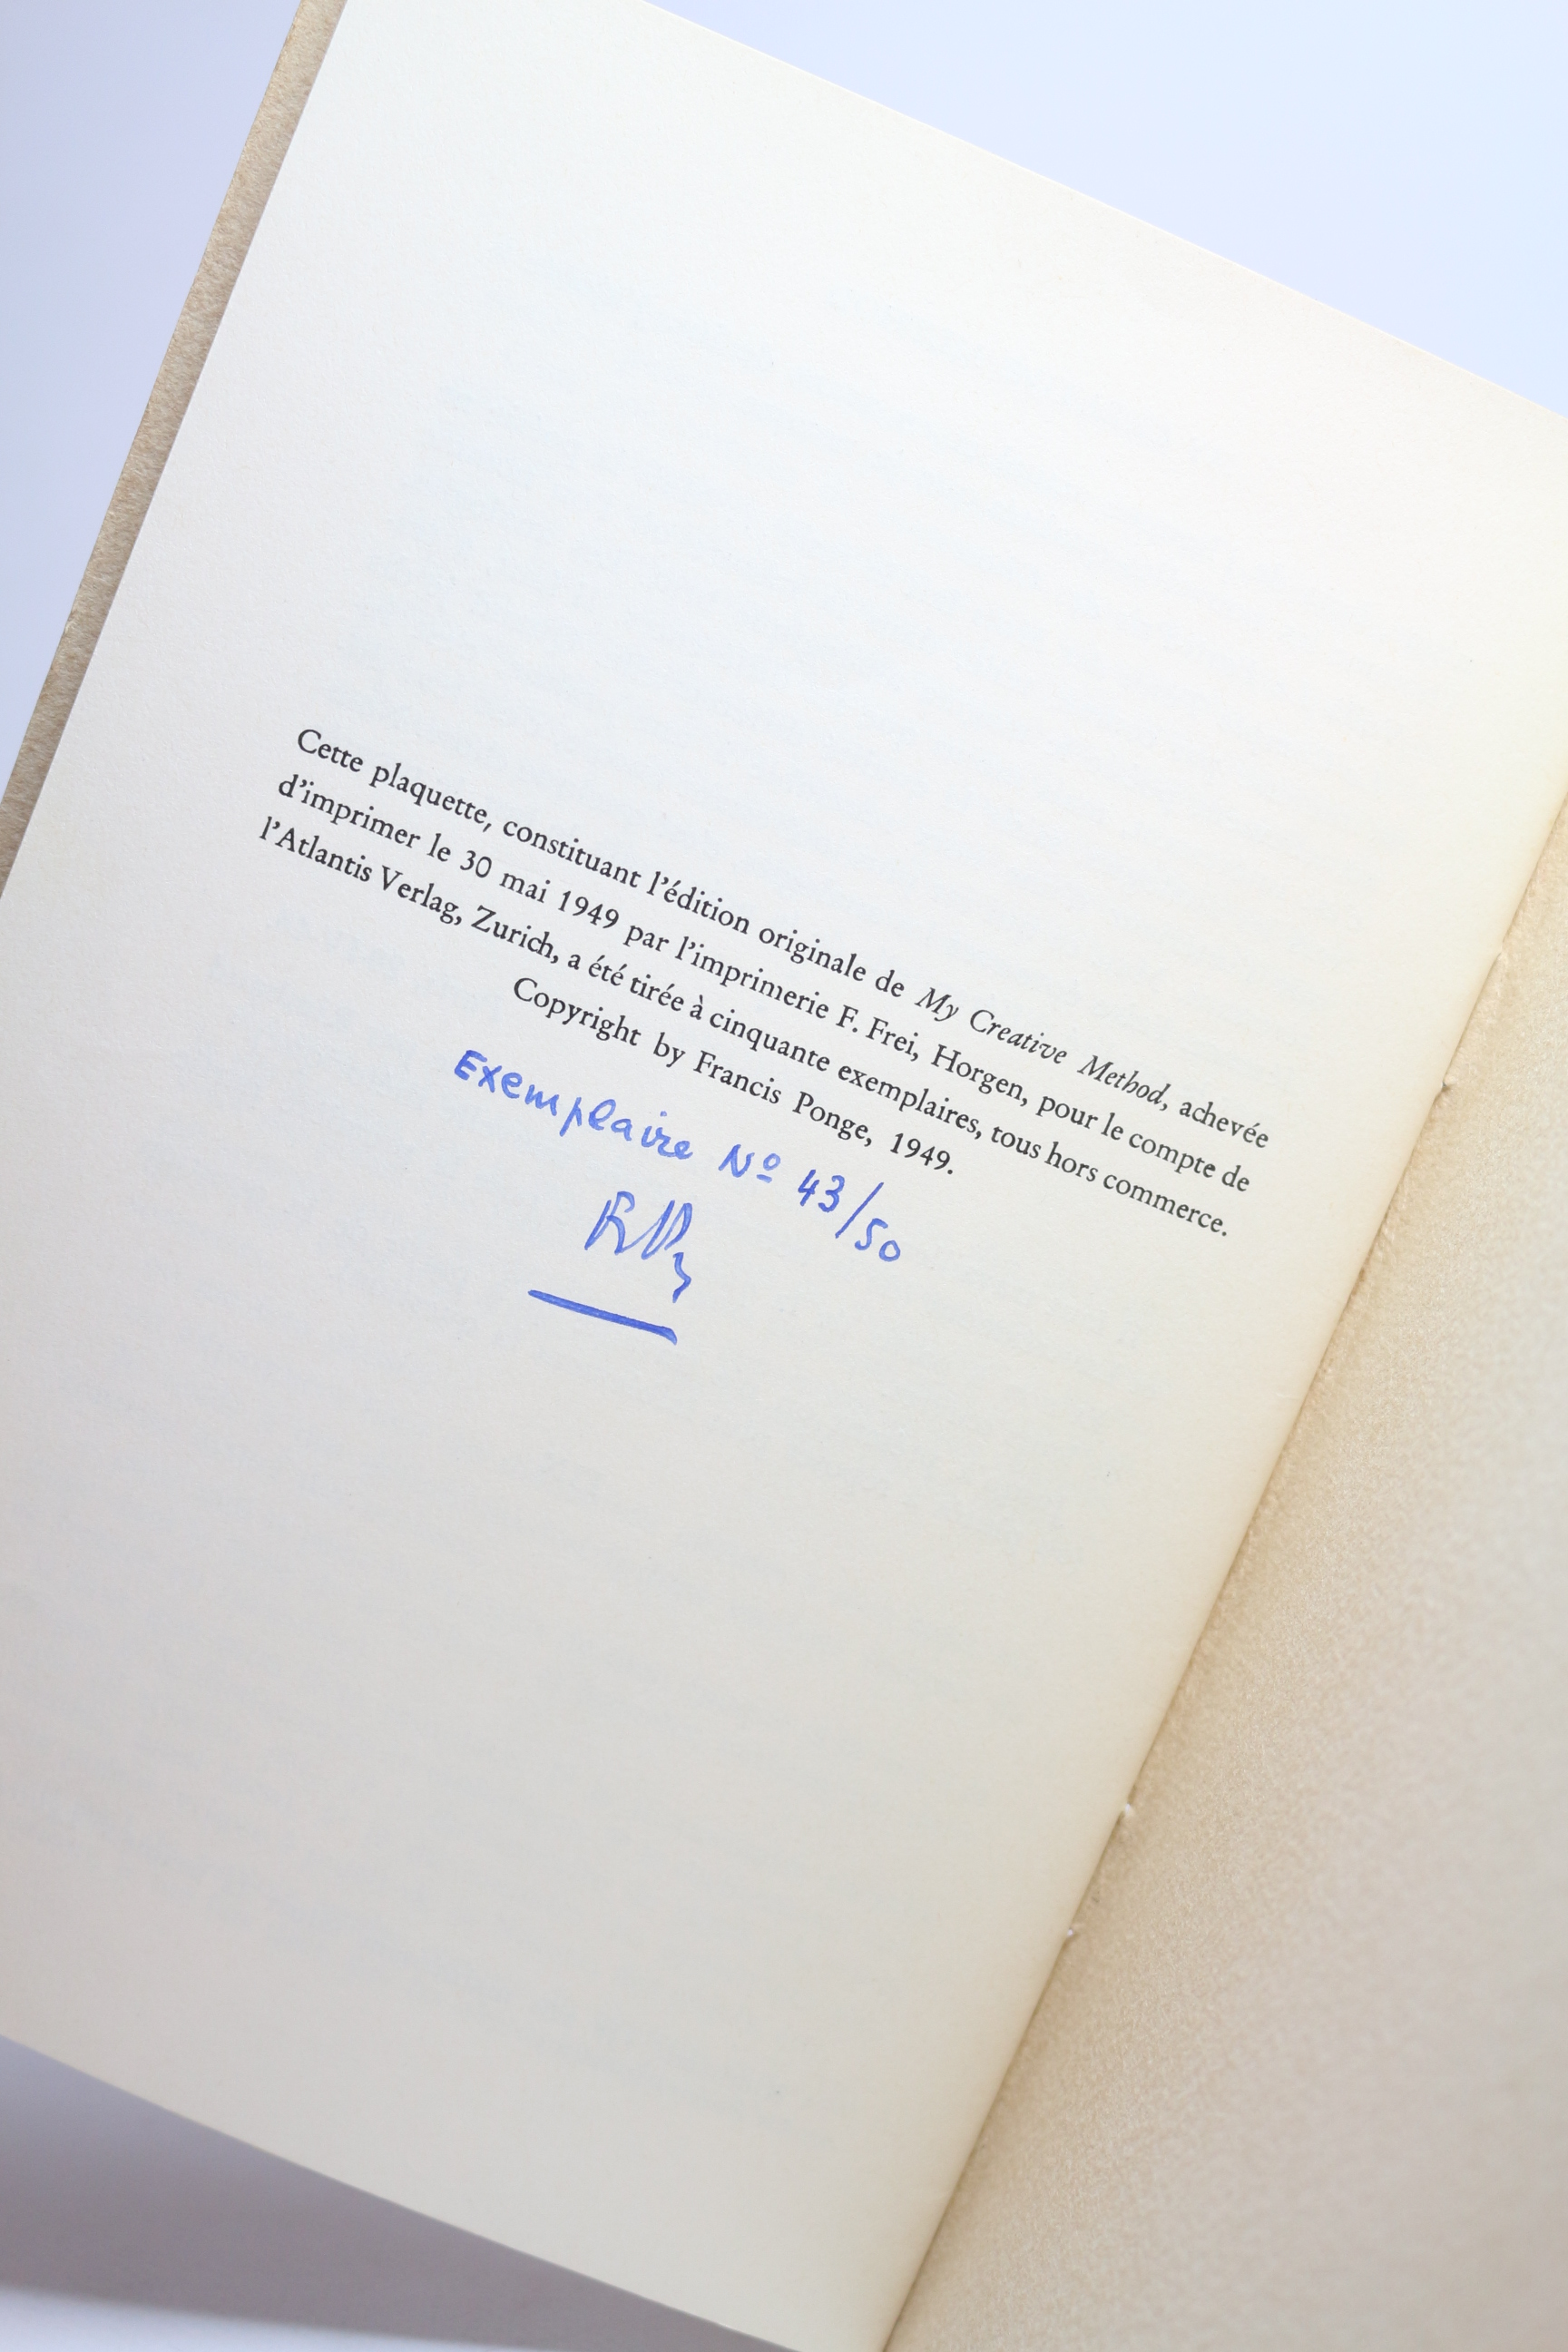 Cette plaquette, constituant l'édition originale de My Creative Method, achevée
d'imprimer le 30 mai 1949 par l'imprimerie F. Frei, Horgen, pour le compte de
l'Atlantis Verlag, Zurich, a été tirée à cinquante exemplaires, tous hors commerce.
Copyright by Francis Ponge, 1949.
Exemplaire Nº 43/50